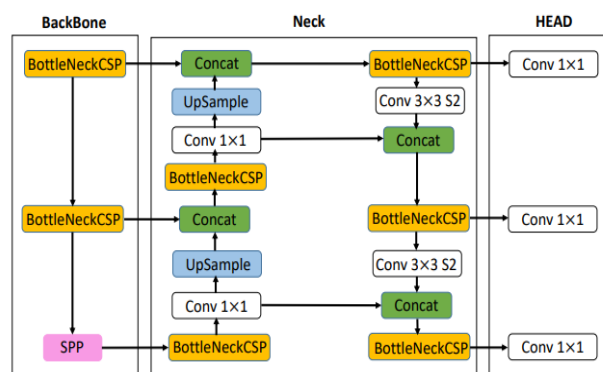 BackBone
Neck
HEAD
BottleNeckCSP
Concat
BottleNeckCSP
Conv 1×1
UpSample
Conv 3×3 S2
Conv 1×1
Concat
BottleNeckCSP
BottleNeckCSP
Concat
BottleNeckCSP
Conv 1×1
UpSample
Conv 3×3 S2
Conv 1×1
Concat
SPP
BottleNeckCSP
BottleNeckCSP
Conv 1×1